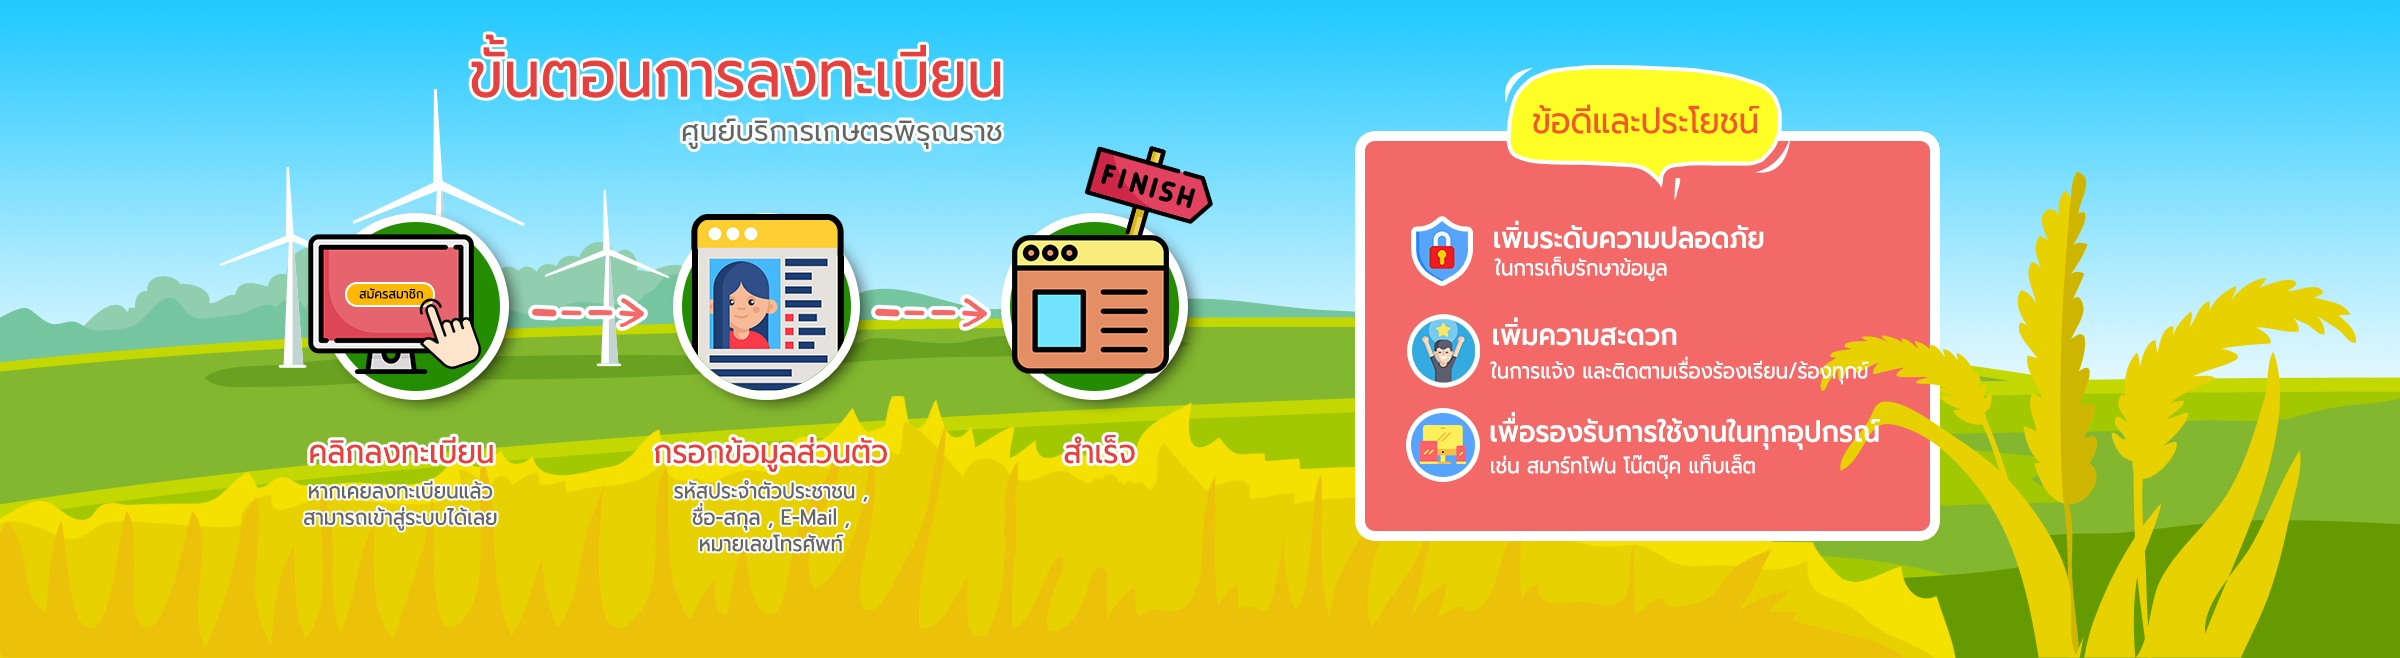 ขั้นตอนการลงทะเบียน
ศูนย์บริการเกษตรพิรุณราช
สมัครสมาชิก
FINISH
คลิกลงทะเบียน
หากเคยลงทะเบียนแล้ว
สามารถเข้าสู่ระบบได้เลย
กรอกข้อมูลส่วนตัว
รหัสประจำตัวประชาชน ,
ชื่อ-สกุล , E-Mail ,
หมายเลขโทรศัพท์
สำเร็จ
ข้อดีและประโยชน์
เพิ่มระดับความปลอดภัย
ในการเก็บรักษาข้อมูล
เพิ่มความสะดวก
ในการแจ้ง และติดตามเรื่องร้องเรียน/ร้องทุกข์
เพื่อรองรับการใช้งานในทุกอุปกรณ์
เช่น สมาร์ทโฟน โน๊ตบุ๊ค แท็บเล็ต